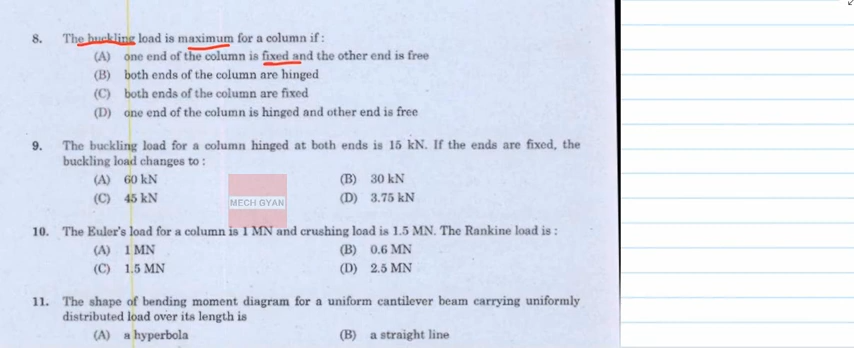 8. The buckling load is maximum for a column if :
(A) one end of the column is fixed and the other end is free
(B) both ends of the column are hinged
(C) both ends of the column are fixed
(D) one end of the column is hinged and other end is free
9. The buckling load for a column hinged at both ends is 15 kN. If the ends are fixed, the
buckling load changes to :
(A) 60 kN (B) 30 kN
(C) 45 kN (D) 3.75 kN
MECH GYAN
10. The Euler's load for a column is 1 MN and crushing load is 1.5 MN. The Rankine load is :
(A) 1 MN (B) 0.6 MN
(C) 1.5 MN (D) 2.5 MN
11. The shape of bending moment diagram for a uniform cantilever beam carrying uniformly
distributed load over its length is
(A) a hyperbola (B) a straight line